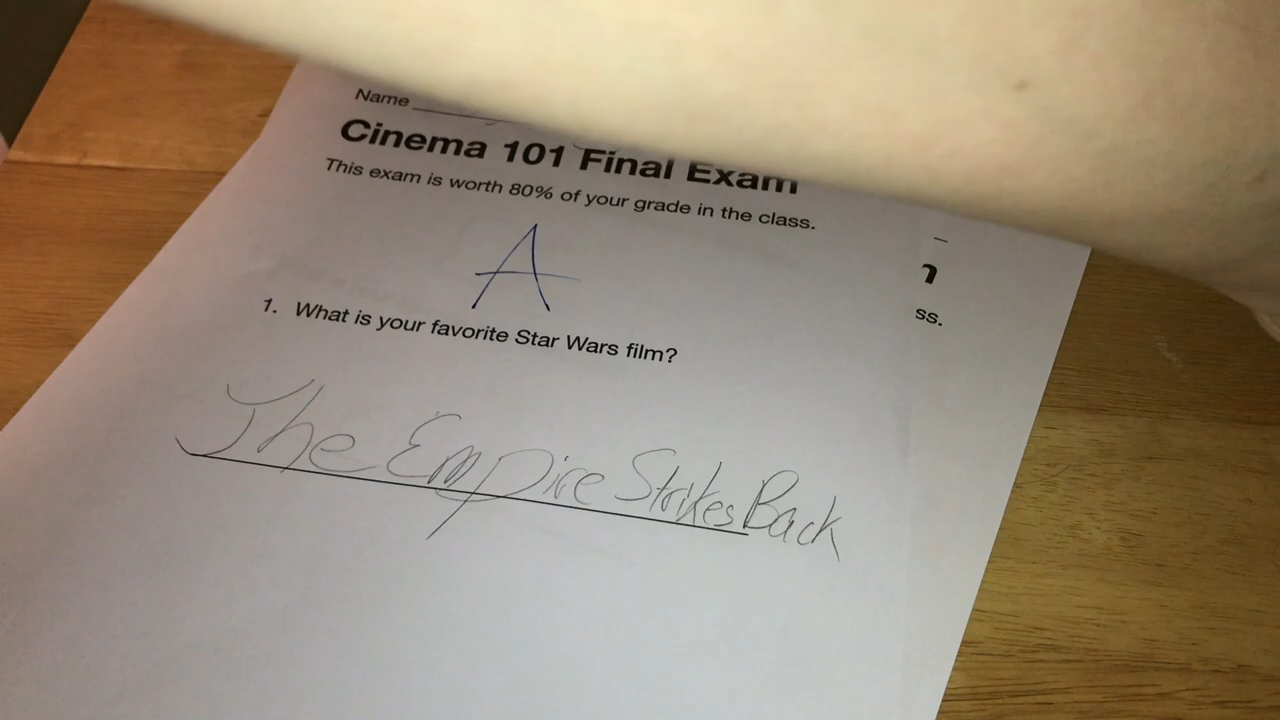 Name
Cinema 101 Final Exam
This exam is worth 80% of your grade in the class.
A
1. What is your favorite Star Wars film?
The Empire Strikes Back
ss.